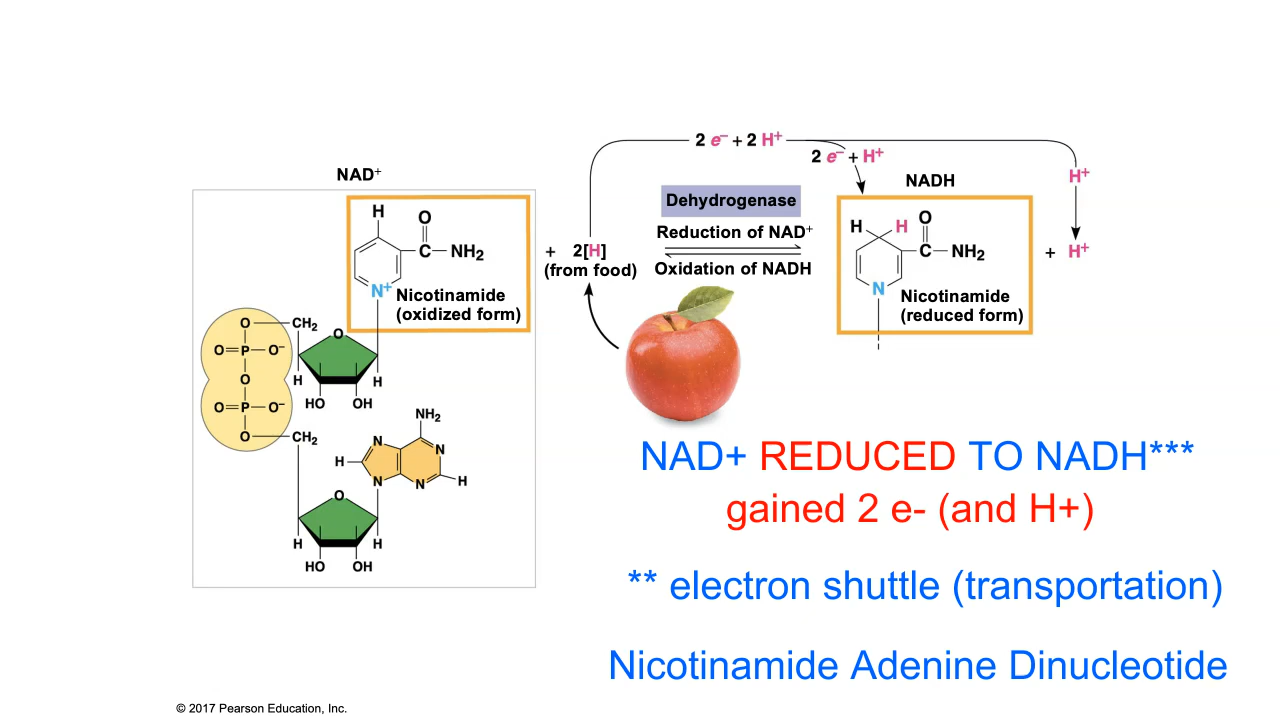 2 e– + 2 H+
2 e– + H+
H+
NAD+
NADH
Dehydrogenase
Reduction of NAD+
Oxidation of NADH
H
O
C
NH2
N+
Nicotinamide
(oxidized form)
+ 2[H]
(from food)
H
H
O
C
NH2
N
Nicotinamide
(reduced form)
+ H+
O
CH2
O
O=P
O–
H
H
O
HO
OH
O=P
O–
O
CH2
NH2
N
N
H
N
N
H
O
H
H
HO
OH
NAD+ REDUCED TO NADH***
gained 2 e- (and H+)
** electron shuttle (transportation)
Nicotinamide Adenine Dinucleotide
© 2017 Pearson Education, Inc.